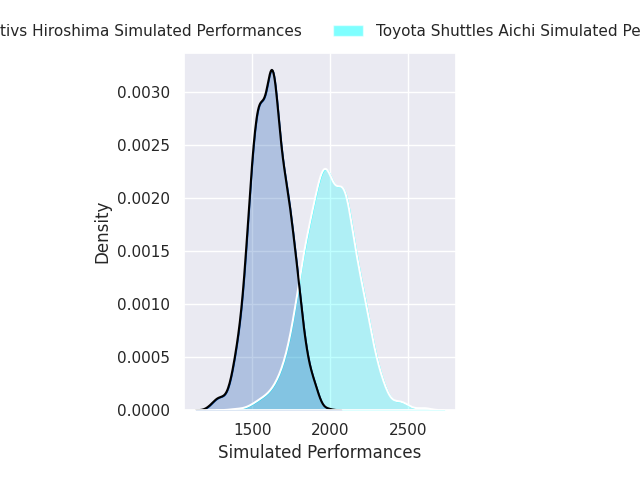 tivs Hiroshima Simulated Performances
Toyota Shuttles Aichi Simulated Pe
0.0030
0.0025
0.0020
0.0015
0.0010
0.0005
0.0000
Density
1500
2000
2500
Simulated Performances